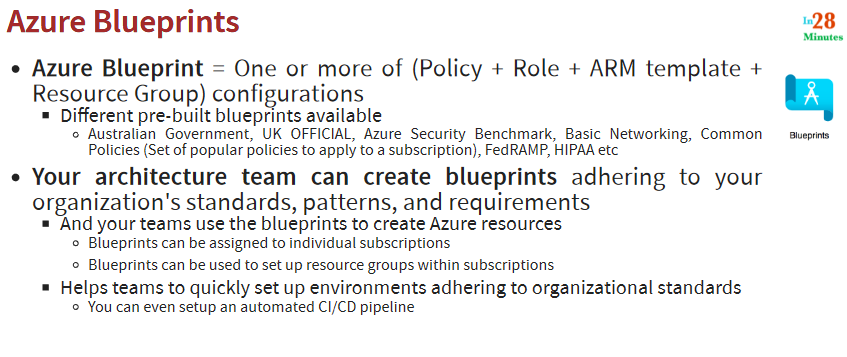 Azure Blueprints
In28
Minutes
Azure Blueprint = One or more of (Policy + Role + ARM template +
Resource Group) configurations
Different pre-built blueprints available
Australian Government, UK OFFICIAL, Azure Security Benchmark, Basic Networking, Common
Policies (Set of popular policies to apply to a subscription), FedRAMP, HIPAA etc
Blueprints
Your architecture team can create blueprints adhering to your
organization's standards, patterns, and requirements
And your teams use the blueprints to create Azure resources
Blueprints can be assigned to individual subscriptions
Blueprints can be used to set up resource groups within subscriptions
Helps teams to quickly set up environments adhering to organizational standards
You can even setup an automated CI/CD pipeline